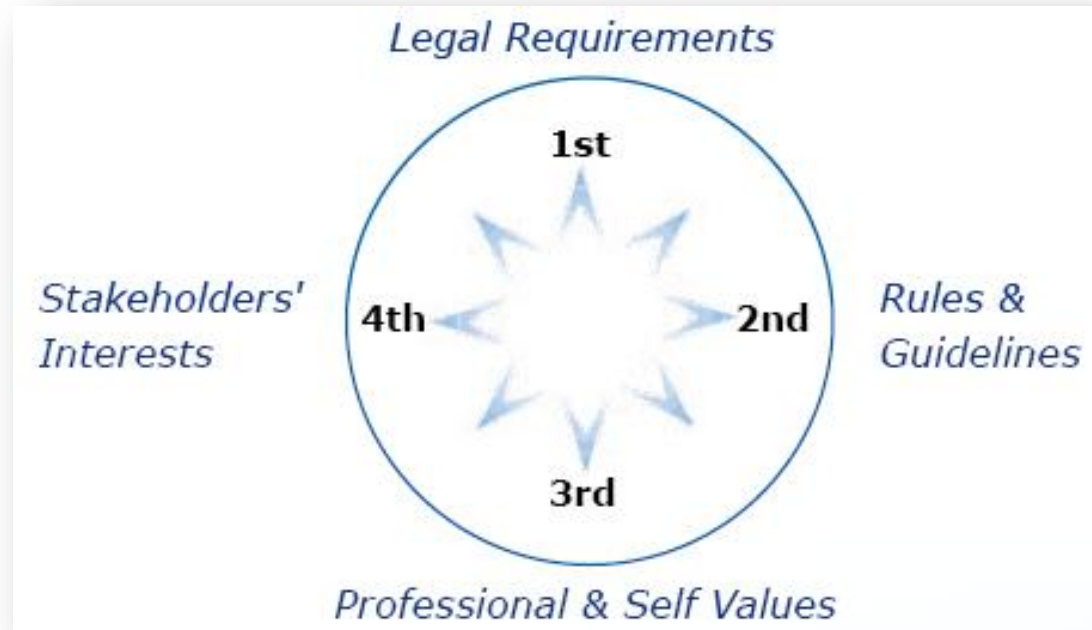 Legal Requirements
1st
Stakeholders'
Interests
4th
2nd
Rules &
Guidelines
3rd
Professional & Self Values